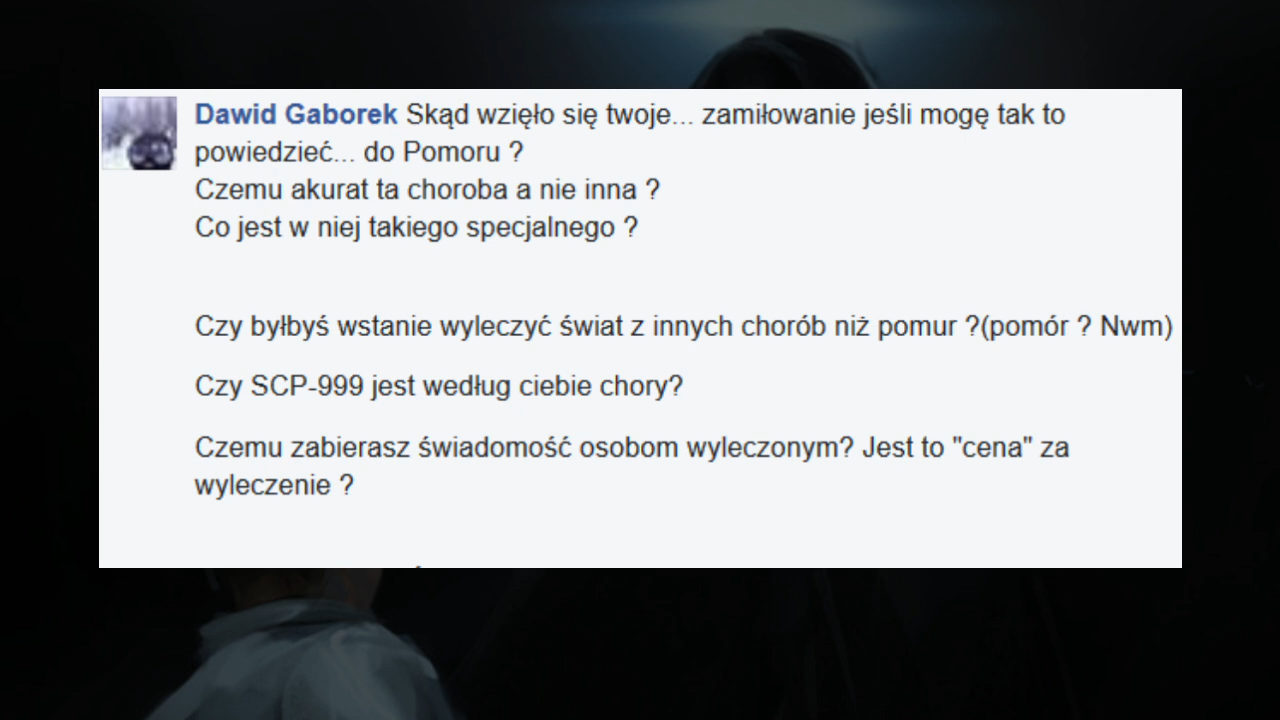 Dawid Gaborek Skąd wzięło się twoje... zamiłowanie jeśli mogę tak to
powiedzieć... do Pomoru ?
Czemu akurat ta choroba a nie inna ?
Co jest w niej takiego specjalnego ?
Czy byłbyś wstanie wyleczyć świat z innych chorób niż pomur ?(pomór ? Nwm)
Czy SCP-999 jest według ciebie chory?
Czemu zabierasz świadomość osobom wyleczonym? Jest to "cena" za
wyleczenie ?